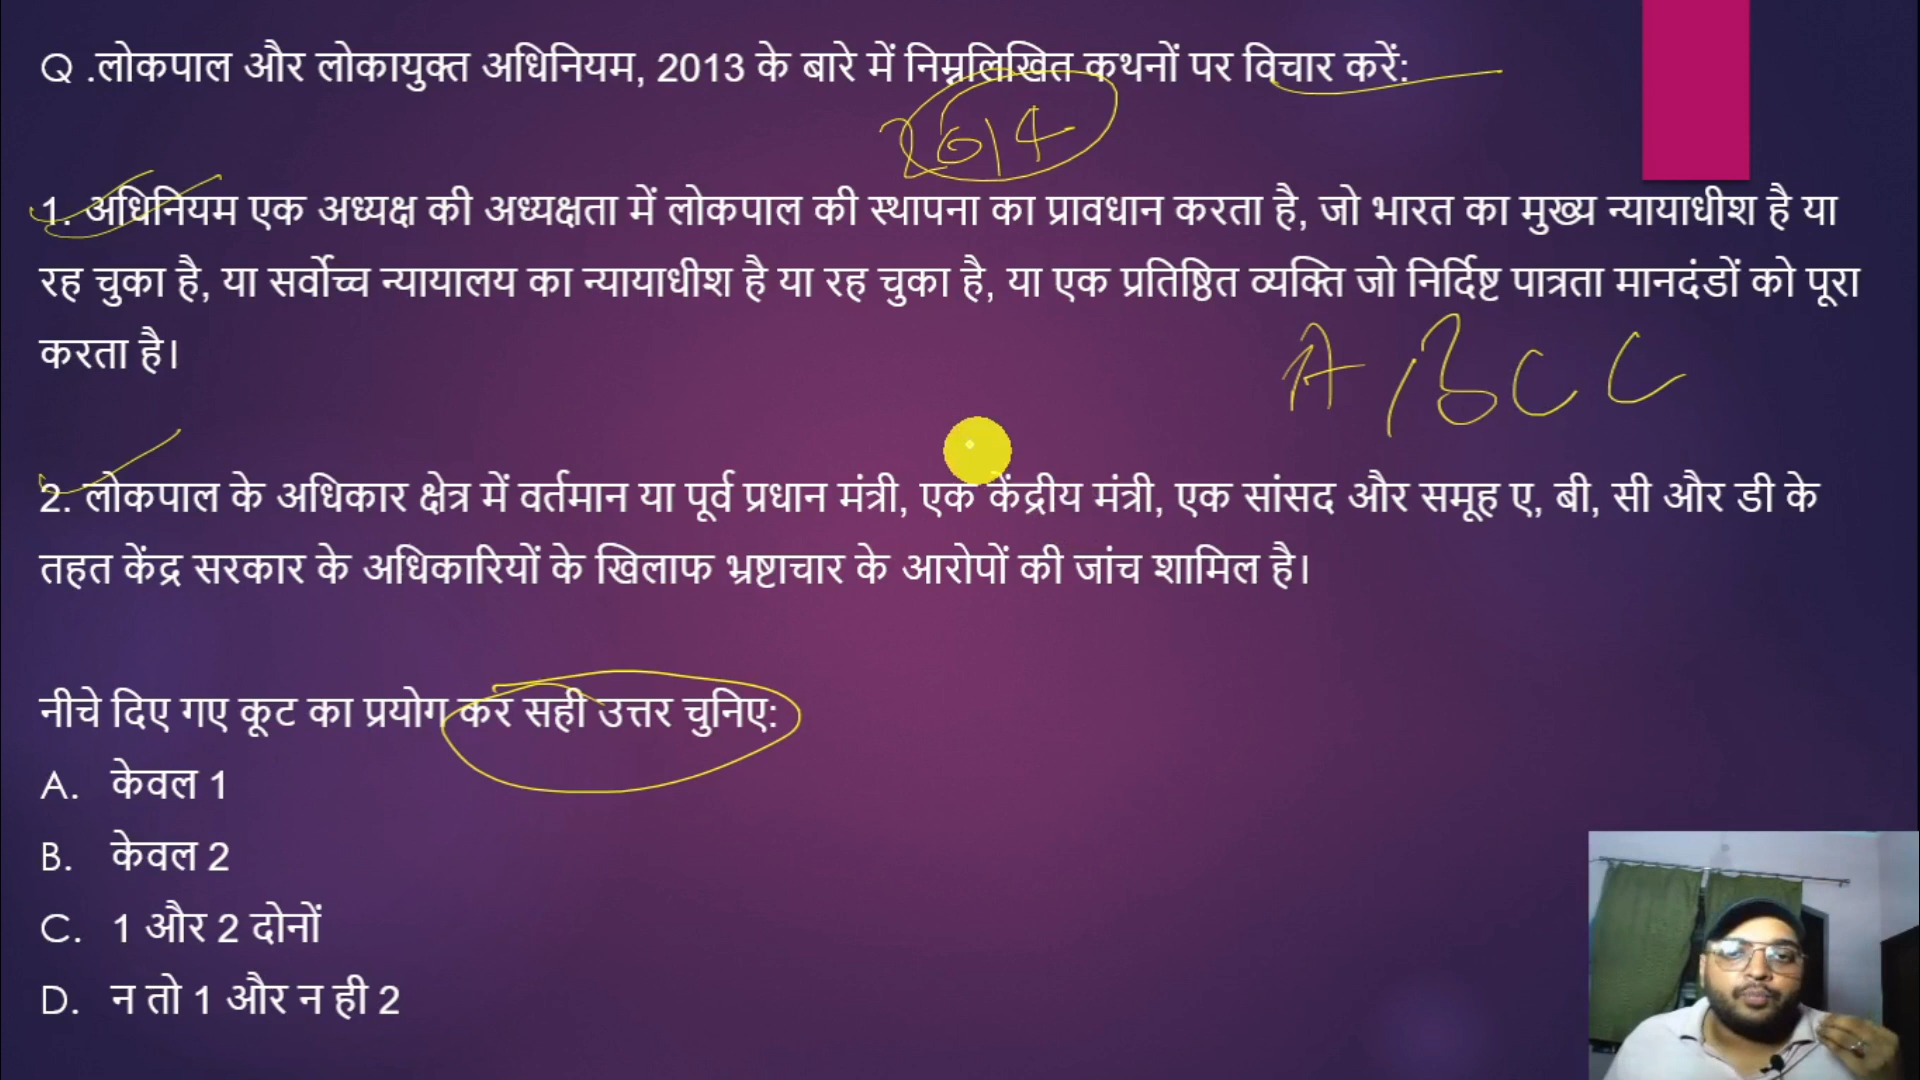 Q .लोकपाल और लोकायुक्त अधिनियम, 2013 के बारे में निम्नलिखित कथनों पर विचार करें:
2014
1. अधिनियम एक अध्यक्ष की अध्यक्षता में लोकपाल की स्थापना का प्रावधान करता है, जो भारत का मुख्य न्यायाधीश है या
रह चुका है, या सर्वोच्च न्यायालय का न्यायाधीश है या रह चुका है, या एक प्रतिष्ठित व्यक्ति जो निर्दिष्ट पात्रता मानदंडों को पूरा
करता है।
A B C C
2. लोकपाल के अधिकार क्षेत्र में वर्तमान या पूर्व प्रधान मंत्री, एक केंद्रीय मंत्री, एक सांसद और समूह ए, बी, सी और डी के
तहत केंद्र सरकार के अधिकारियों के खिलाफ भ्रष्टाचार के आरोपों की जांच शामिल है।
नीचे दिए गए कूट का प्रयोग कर सही उत्तर चुनिए:
A. केवल 1
B. केवल 2
C. 1 और 2 दोनों
D. न तो 1 और न ही 2